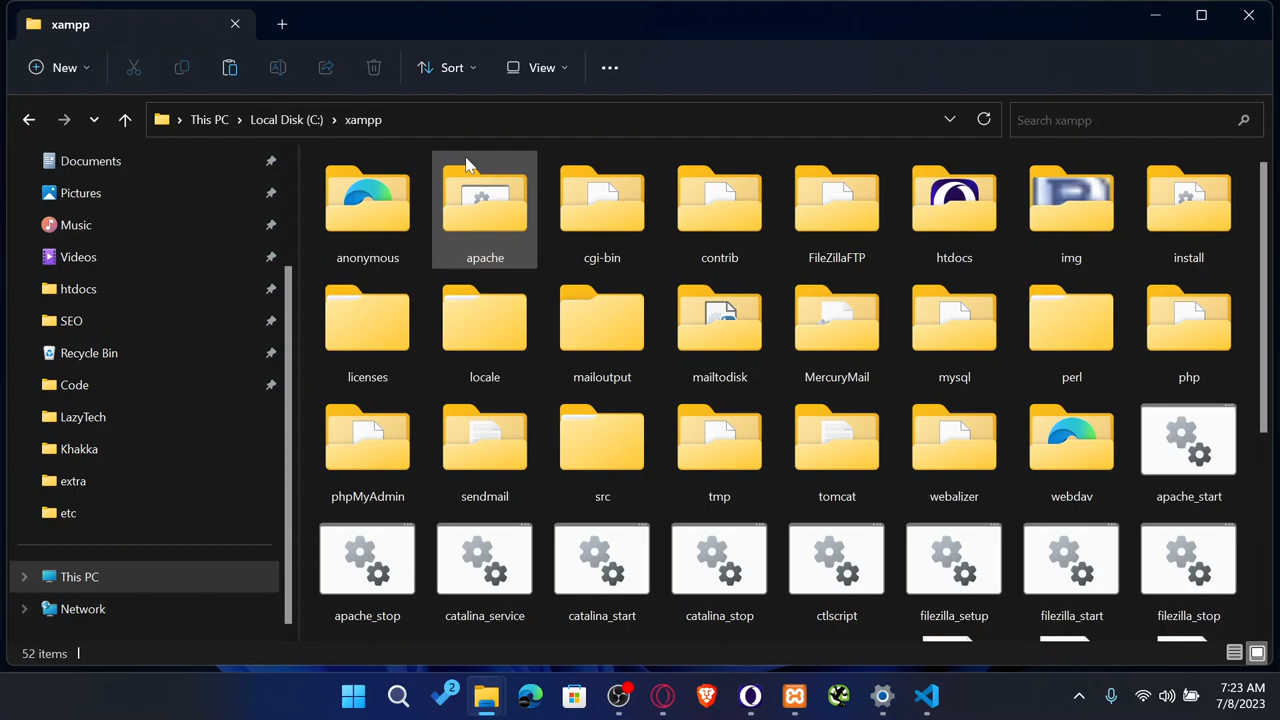 xampp
New
Sort
View
This PC
Local Disk (C:)
xampp
Search xampp
Documents
Pictures
Music
Videos
htdocs
SEO
Recycle Bin
Code
LazyTech
Khakka
extra
etc
This PC
Network
anonymous
apache
cgi-bin
contrib
FileZillaFTP
htdocs
img
install
licenses
locale
mailoutput
mailtodisk
MercuryMail
mysql
perl
php
phpMyAdmin
sendmail
src
tmp
tomcat
webalizer
webdav
apache_start
apache_stop
catalina_service
catalina_start
catalina_stop
ctlscript
filezilla_setup
filezilla_start
filezilla_stop
52 items
2
7:23 AM
7/8/2023